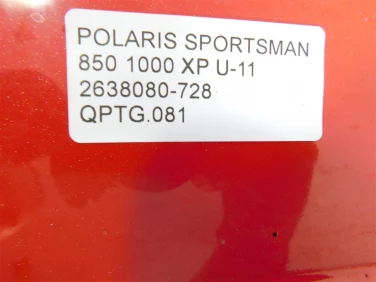 POLARIS SPORTSMAN
850 1000 XP U-11
2638080-728
QPTG.081